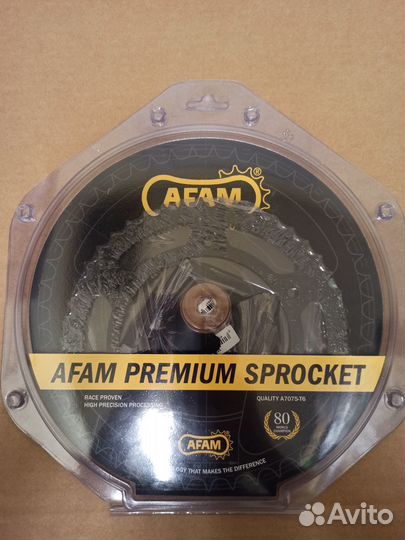 AFAM®
AFAM PREMIUM SPROCKET
RACE PROVEN
HIGH PRECISION PROCESSING
QUALITY A7075-T6
80
WORLD
CHAMPION
AFAM
THAT MAKES THE DIFFERENCE
Avito